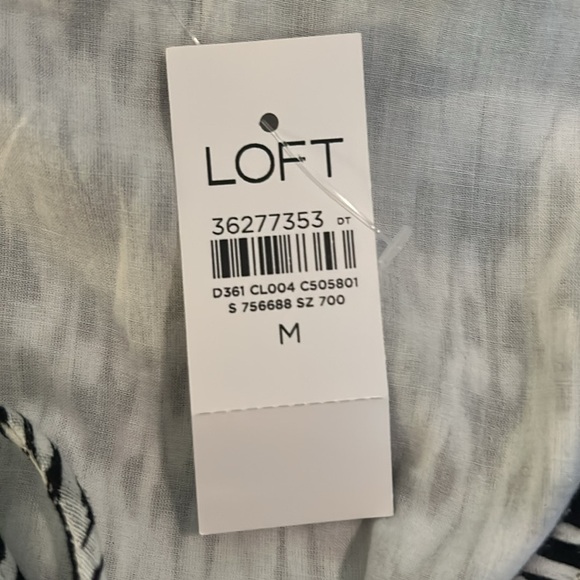 LOFT
36277353 DT
D361 CL004 C505801
S 756688 SZ 700
M